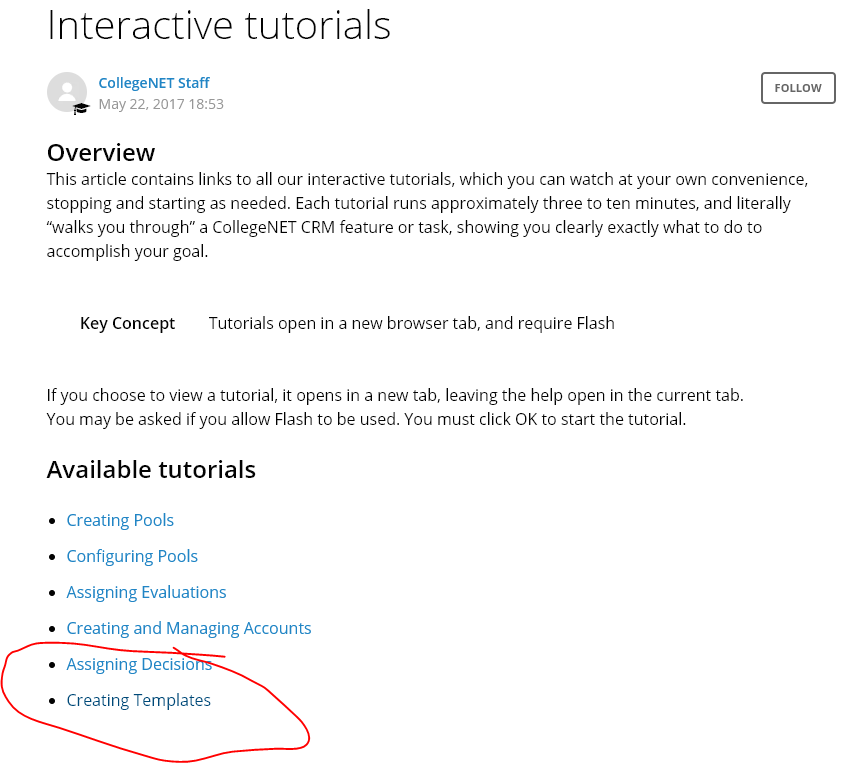 Interactive tutorials
CollegeNET Staff
May 22, 2017 18:53
FOLLOW
Overview
This article contains links to all our interactive tutorials, which you can watch at your own convenience,
stopping and starting as needed. Each tutorial runs approximately three to ten minutes, and literally
“walks you through” a CollegeNET CRM feature or task, showing you clearly exactly what to do to
accomplish your goal.
Key Concept Tutorials open in a new browser tab, and require Flash
If you choose to view a tutorial, it opens in a new tab, leaving the help open in the current tab.
You may be asked if you allow Flash to be used. You must click OK to start the tutorial.
Available tutorials
Creating Pools
Configuring Pools
Assigning Evaluations
Creating and Managing Accounts
Assigning Decisions
Creating Templates